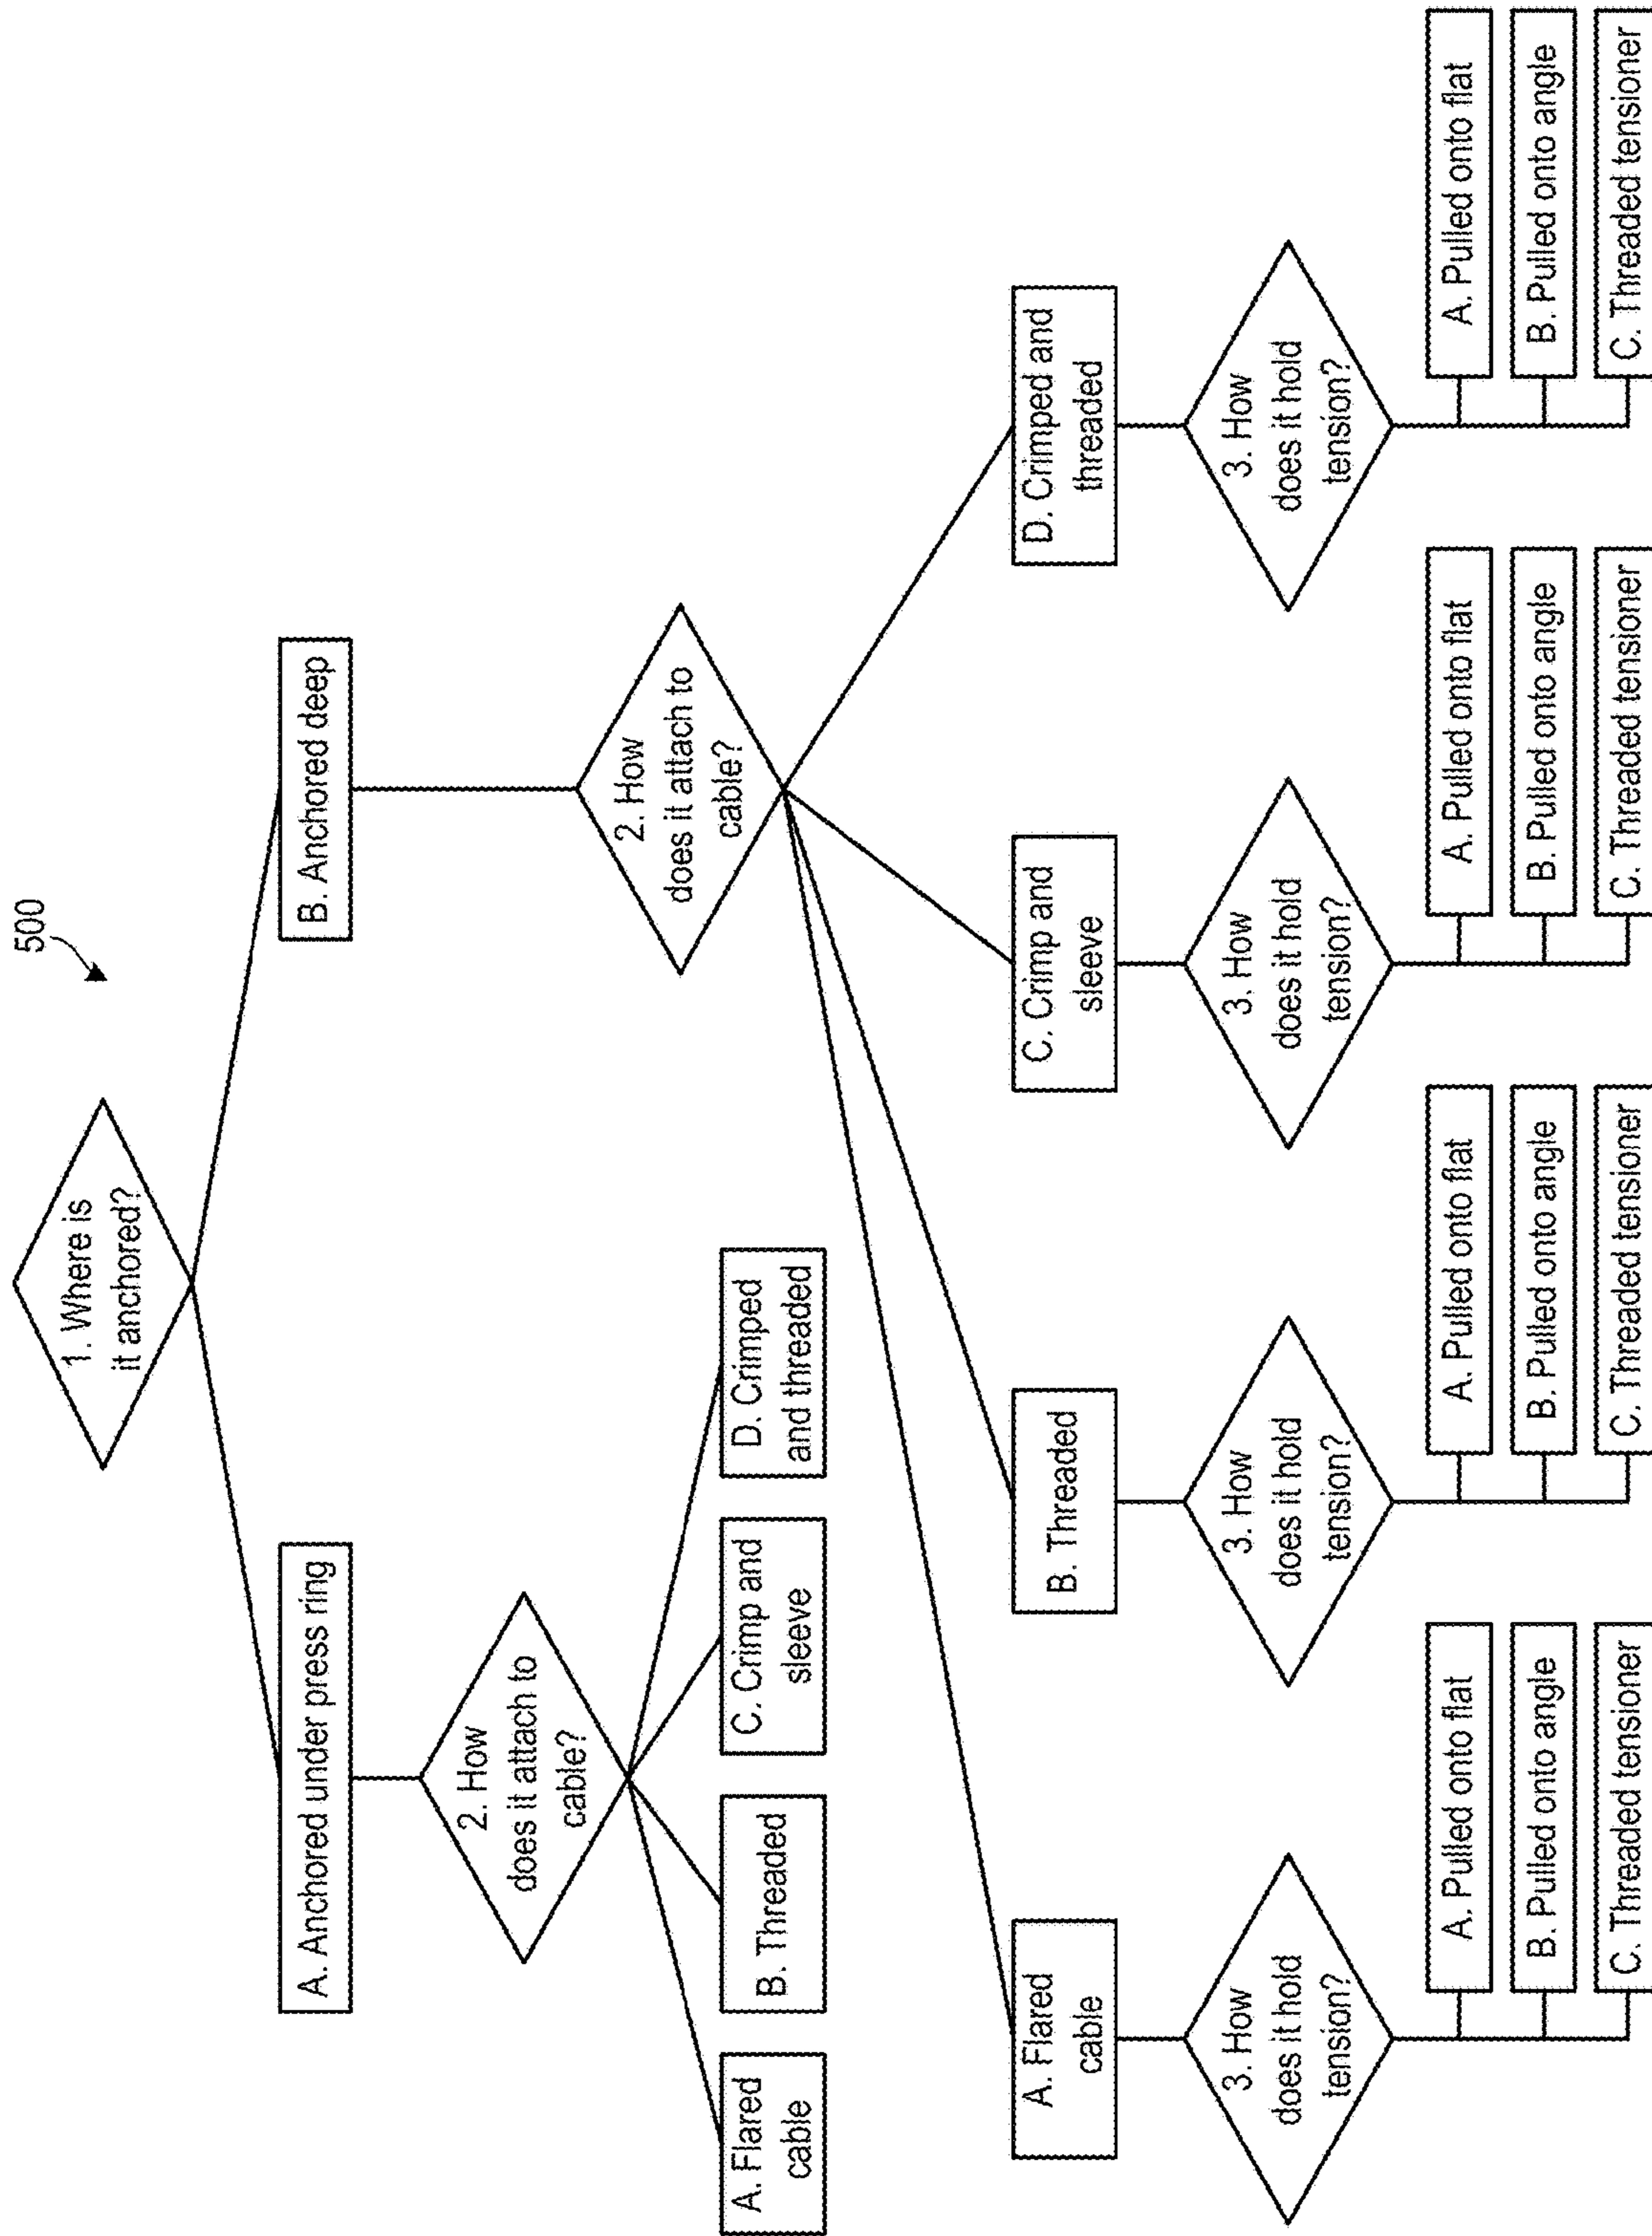 500
1. Where is
it anchored?
A. Anchored under press ring
B. Anchored deep
2. How
does it attach to
cable?
A. Flared
cable
B. Threaded
C. Crimp and
sleeve
D. Crimped
and threaded
2. How
does it attach to
cable?
A. Flared
cable
B. Threaded
C. Crimp and
sleeve
D. Crimped and
threaded
3. How
does it hold
tension?
A. Pulled onto flat
B. Pulled onto angle
C. Threaded tensioner
3. How
does it hold
tension?
A. Pulled onto flat
B. Pulled onto angle
C. Threaded tensioner
3. How
does it hold
tension?
A. Pulled onto flat
B. Pulled onto angle
C. Threaded tensioner
3. How
does it hold
tension?
A. Pulled onto flat
B. Pulled onto angle
C. Threaded tensioner